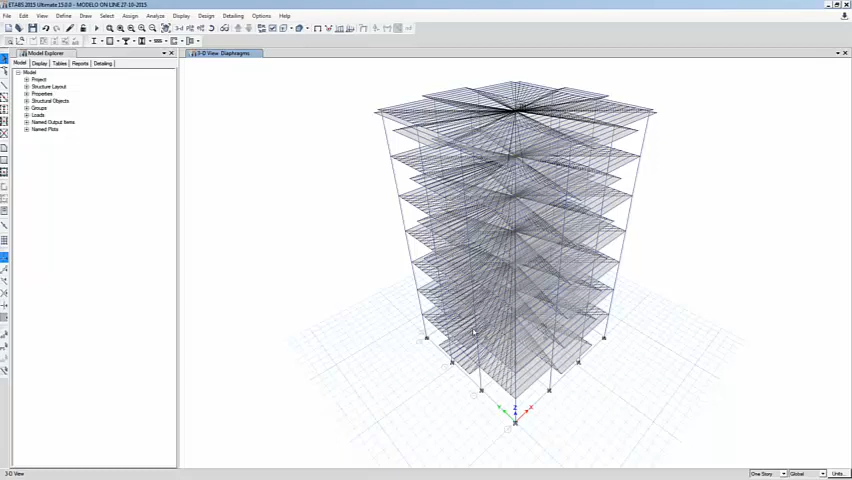 ETABS 2015 Ultimate 15.0.0 - MODELO ON LINE 27-10-2015
File Edit View Define Draw Select Assign Analyze Display Design Detailing Options Tools Help
Model Explorer
3-D View Diaphragms
Model Display Tables Reports Detailing
Model
Project
Structure Layout
Properties
Structural Objects
Groups
Loads
Named Output Items
Named Plots
Z
Y X
3-D View
One Story
Global
Units...